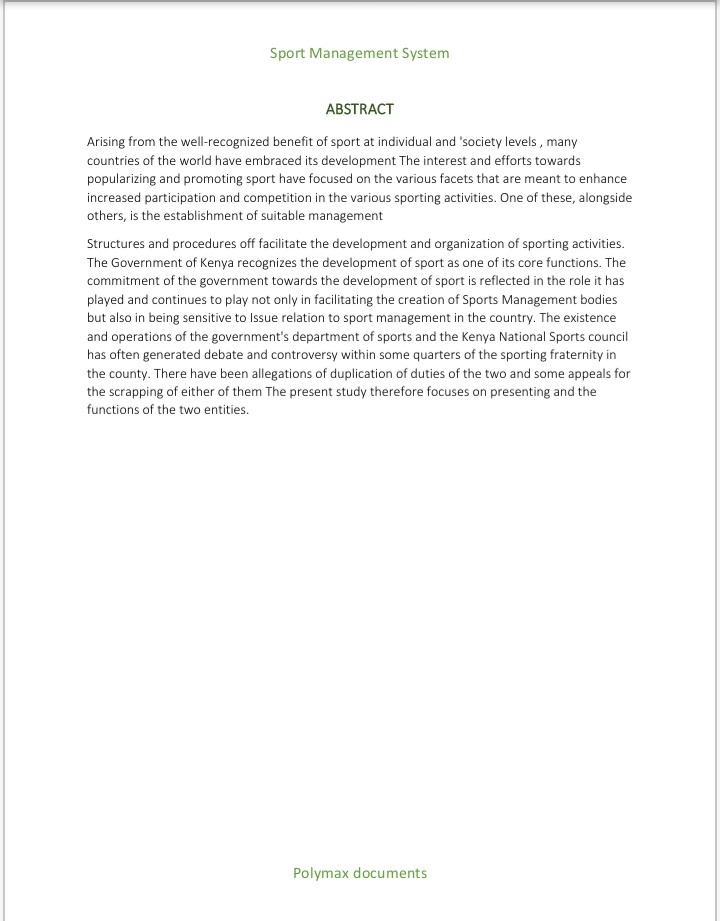 Sport Management System
ABSTRACT
Arising from the well-recognized benefit of sport at individual and 'society levels , many
countries of the world have embraced its development The interest and efforts towards
popularizing and promoting sport have focused on the various facets that are meant to enhance
increased participation and competition in the various sporting activities. One of these, alongside
others, is the establishment of suitable management
Structures and procedures off facilitate the development and organization of sporting activities.
The Government of Kenya recognizes the development of sport as one of its core functions. The
commitment of the government towards the development of sport is reflected in the role it has
played and continues to play not only in facilitating the creation of Sports Management bodies
but also in being sensitive to Issue relation to sport management in the country. The existence
and operations of the government's department of sports and the Kenya National Sports council
has often generated debate and controversy within some quarters of the sporting fraternity in
the county. There have been allegations of duplication of duties of the two and some appeals for
the scrapping of either of them The present study therefore focuses on presenting and the
functions of the two entities.
Polymax documents